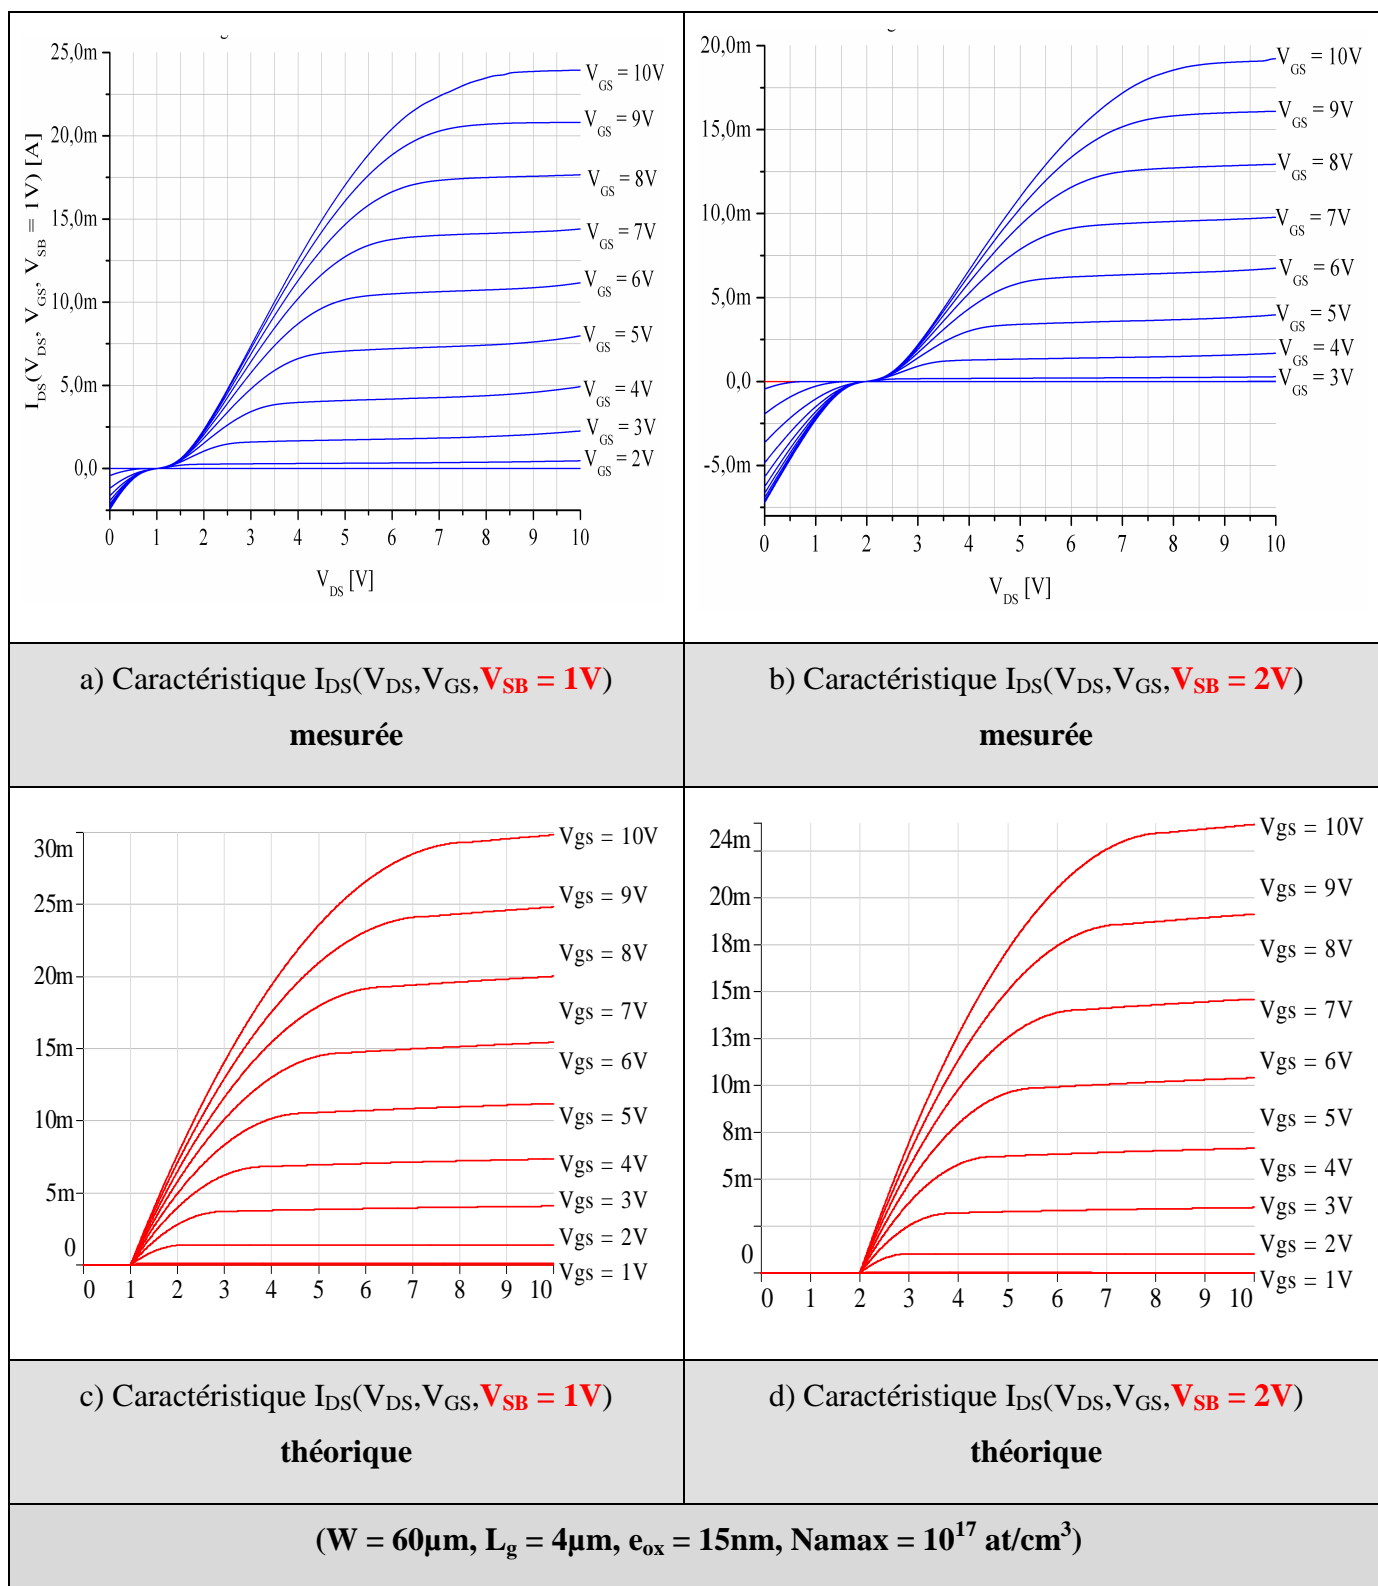 25,0m
20,0m
15,0m
10,0m
5,0m
0,0
I_DS(V_DS, V_GS, V_SB = 1V) [A]
V_GS = 10V
V_GS = 9V
V_GS = 8V
V_GS = 7V
V_GS = 6V
V_GS = 5V
V_GS = 4V
V_GS = 3V
V_GS = 2V
0 1 2 3 4 5 6 7 8 9 10
V_DS [V]
20,0m
15,0m
10,0m
5,0m
0,0
-5,0m
V_GS = 10V
V_GS = 9V
V_GS = 8V
V_GS = 7V
V_GS = 6V
V_GS = 5V
V_GS = 4V
V_GS = 3V
0 1 2 3 4 5 6 7 8 9 10
V_DS [V]
a) Caractéristique I_DS(V_DS,V_GS,V_SB = 1V)
mesurée
b) Caractéristique I_DS(V_DS,V_GS,V_SB = 2V)
mesurée
30m
25m
20m
15m
10m
5m
0
Vgs = 10V
Vgs = 9V
Vgs = 8V
Vgs = 7V
Vgs = 6V
Vgs = 5V
Vgs = 4V
Vgs = 3V
Vgs = 2V
Vgs = 1V
0 1 2 3 4 5 6 7 8 9 10
24m
20m
18m
15m
13m
10m
8m
5m
0
Vgs = 10V
Vgs = 9V
Vgs = 8V
Vgs = 7V
Vgs = 6V
Vgs = 5V
Vgs = 4V
Vgs = 3V
Vgs = 2V
Vgs = 1V
0 1 2 3 4 5 6 7 8 9 10
c) Caractéristique I_DS(V_DS,V_GS,V_SB = 1V)
théorique
d) Caractéristique I_DS(V_DS,V_GS,V_SB = 2V)
théorique
(W = 60µm, L_g = 4µm, e_ox = 15nm, Namax = 10^17 at/cm³)